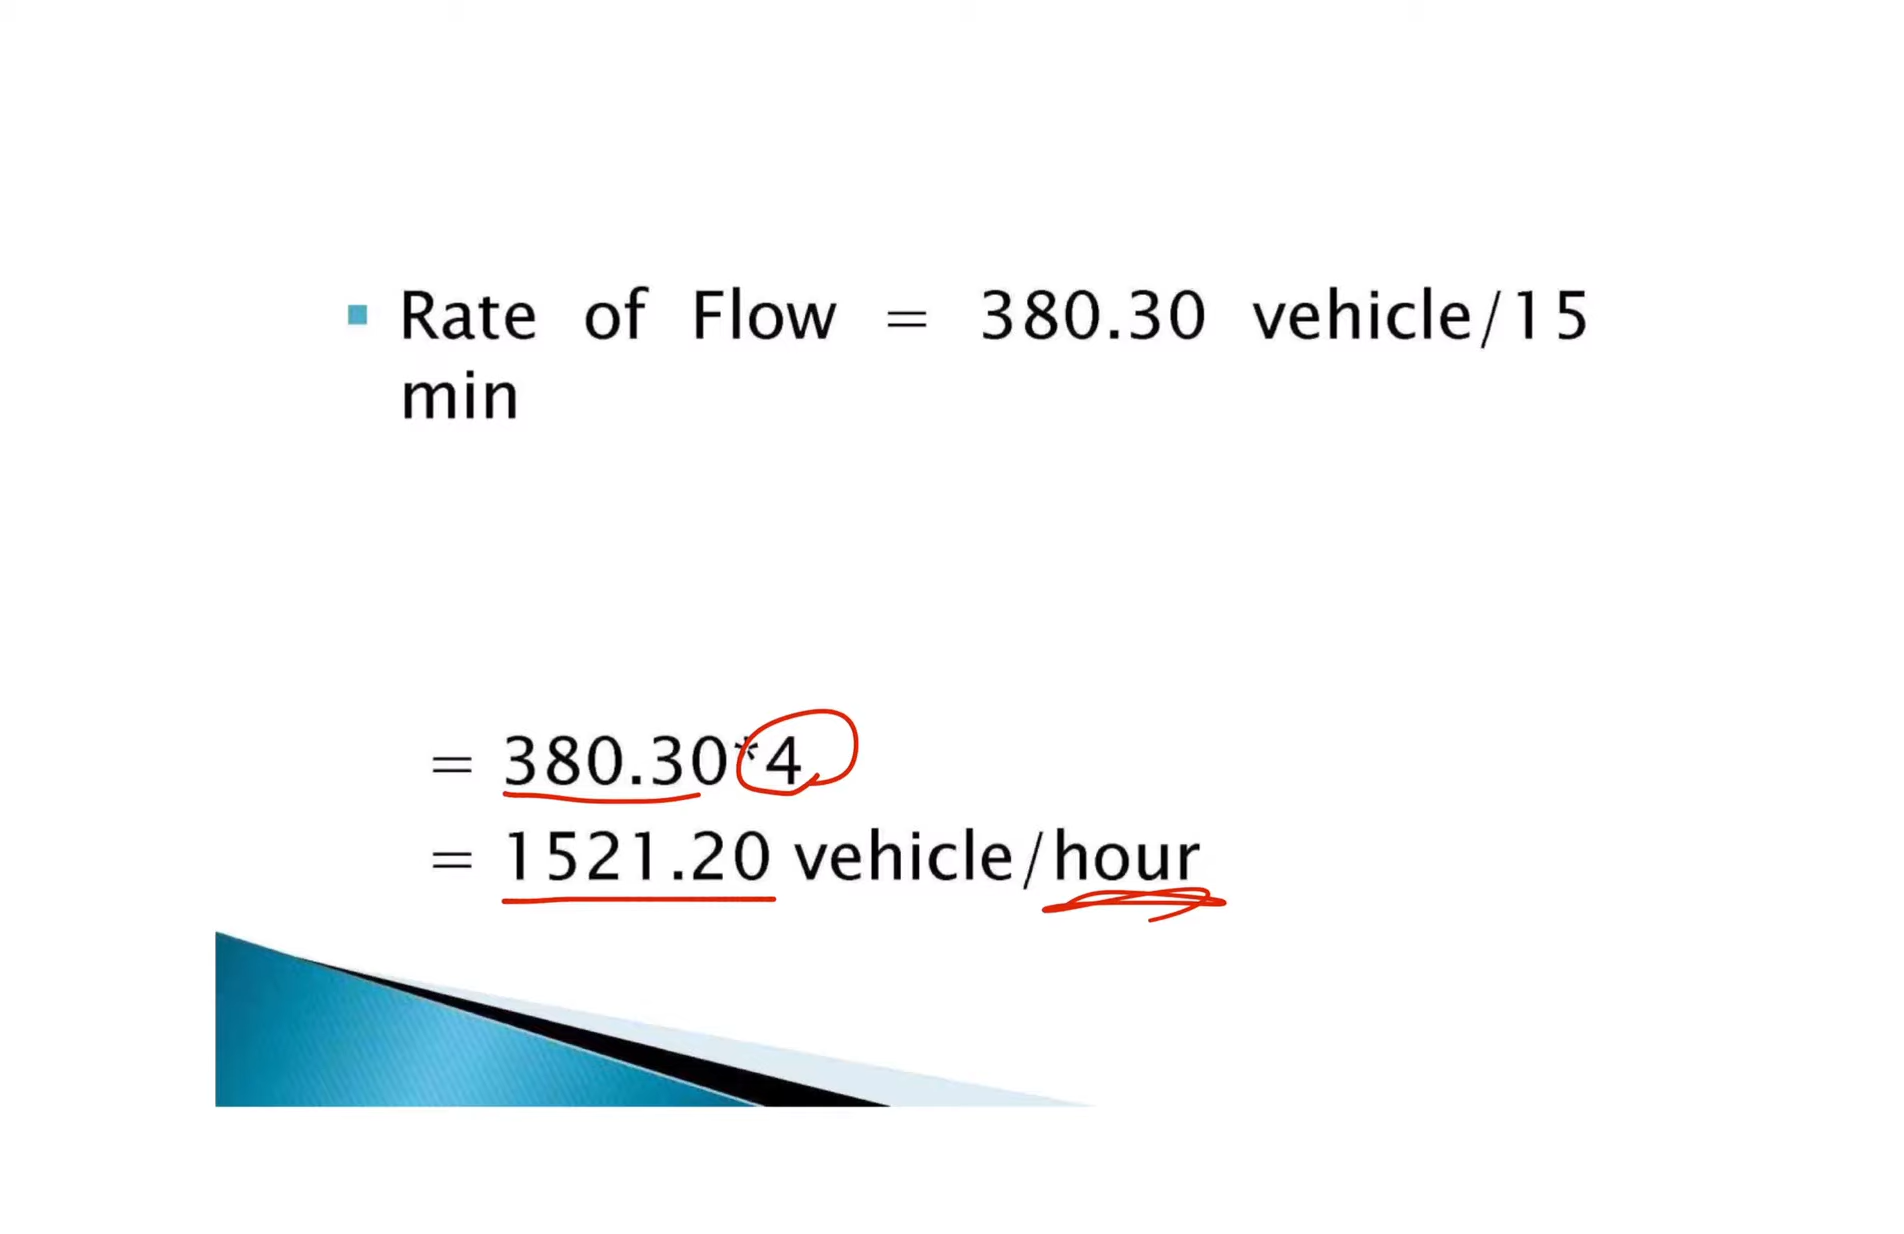 Rate of Flow = 380.30 vehicle/15
min
= 380.30*4
= 1521.20 vehicle/hour